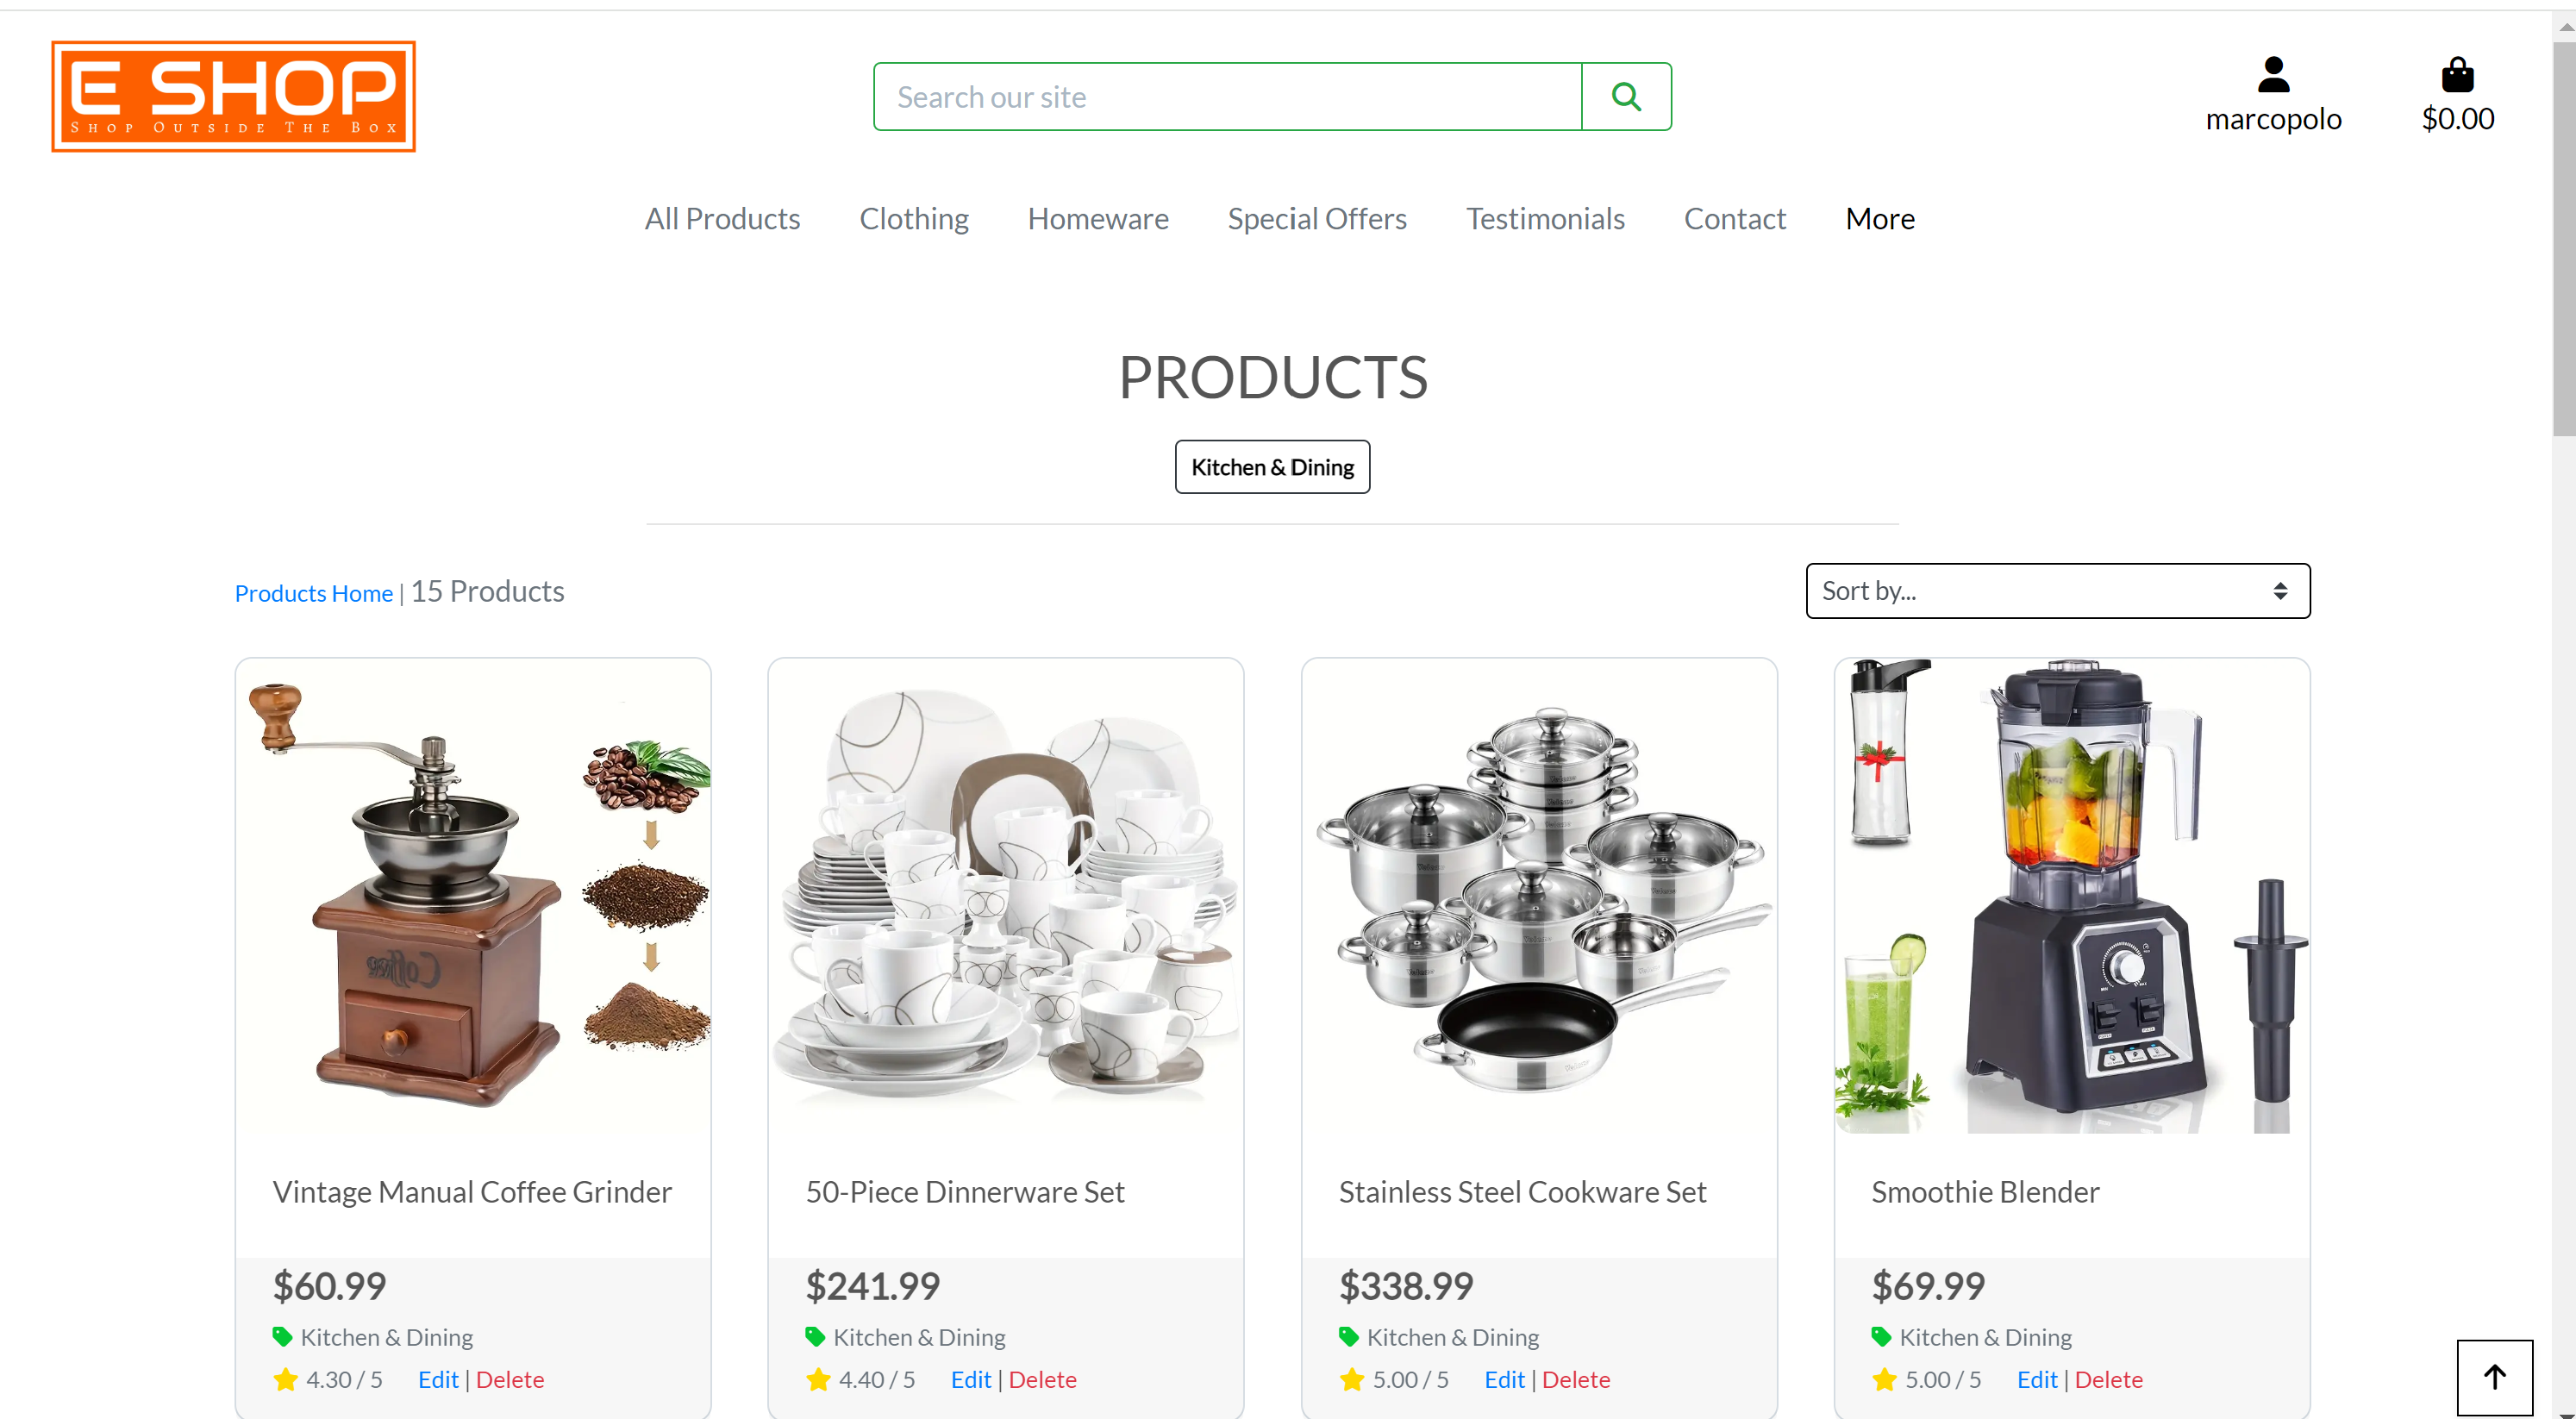 E SHOP
Shop Outside The Box
Search our site
marcopolo
$0.00
All Products Clothing Homeware Special Offers Testimonials Contact More
PRODUCTS
Kitchen & Dining
Products Home | 15 Products
Sort by...
Coffee
Vintage Manual Coffee Grinder
50-Piece Dinnerware Set
Stainless Steel Cookware Set
Smoothie Blender
$60.99
$241.99
$338.99
$69.99
Kitchen & Dining
Kitchen & Dining
Kitchen & Dining
Kitchen & Dining
4.30 / 5 Edit | Delete
4.40 / 5 Edit | Delete
5.00 / 5 Edit | Delete
5.00 / 5 Edit | Delete